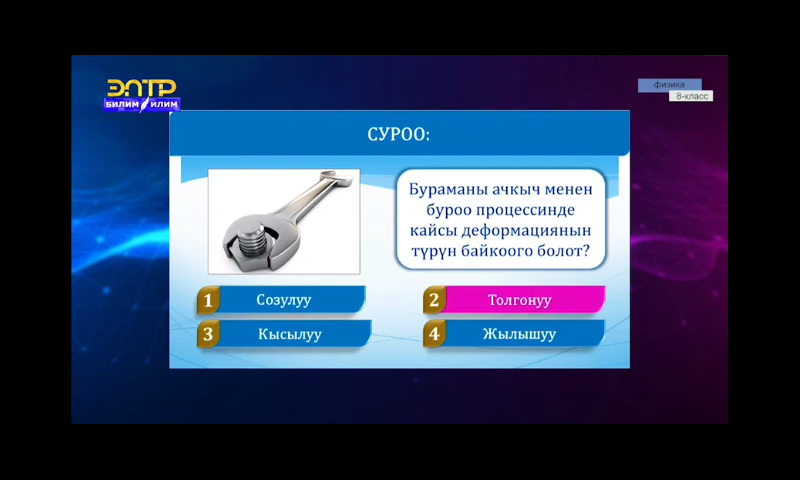 ЭЛТР
БИЛИМ ИЛИМ
физика
8-класс
СУРОО:
Бураманы ачкыч менен
буроо процессинде
кайсы деформациянын
түрүн байкоого болот?
1 Созулуу
2 Толгонуу
3 Кысылуу
4 Жылышуу